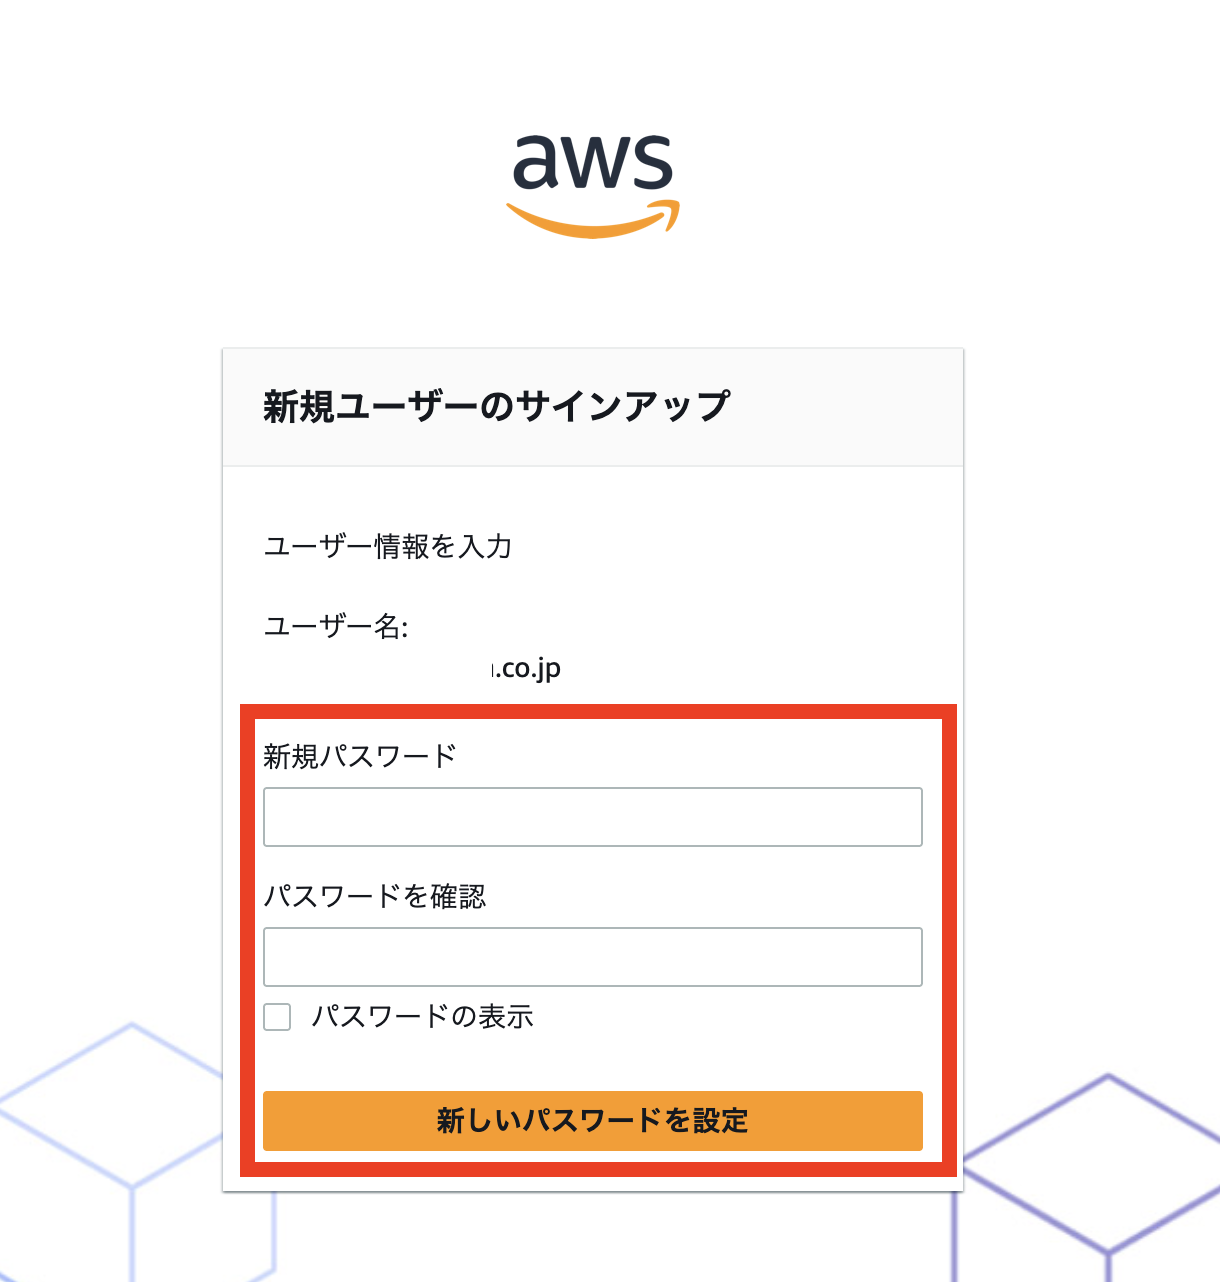 aws
新規ユーザーのサインアップ
ユーザー情報を入力
ユーザー名:
.co.jp
新規パスワード
パスワードを確認
パスワードの表示
新しいパスワードを設定